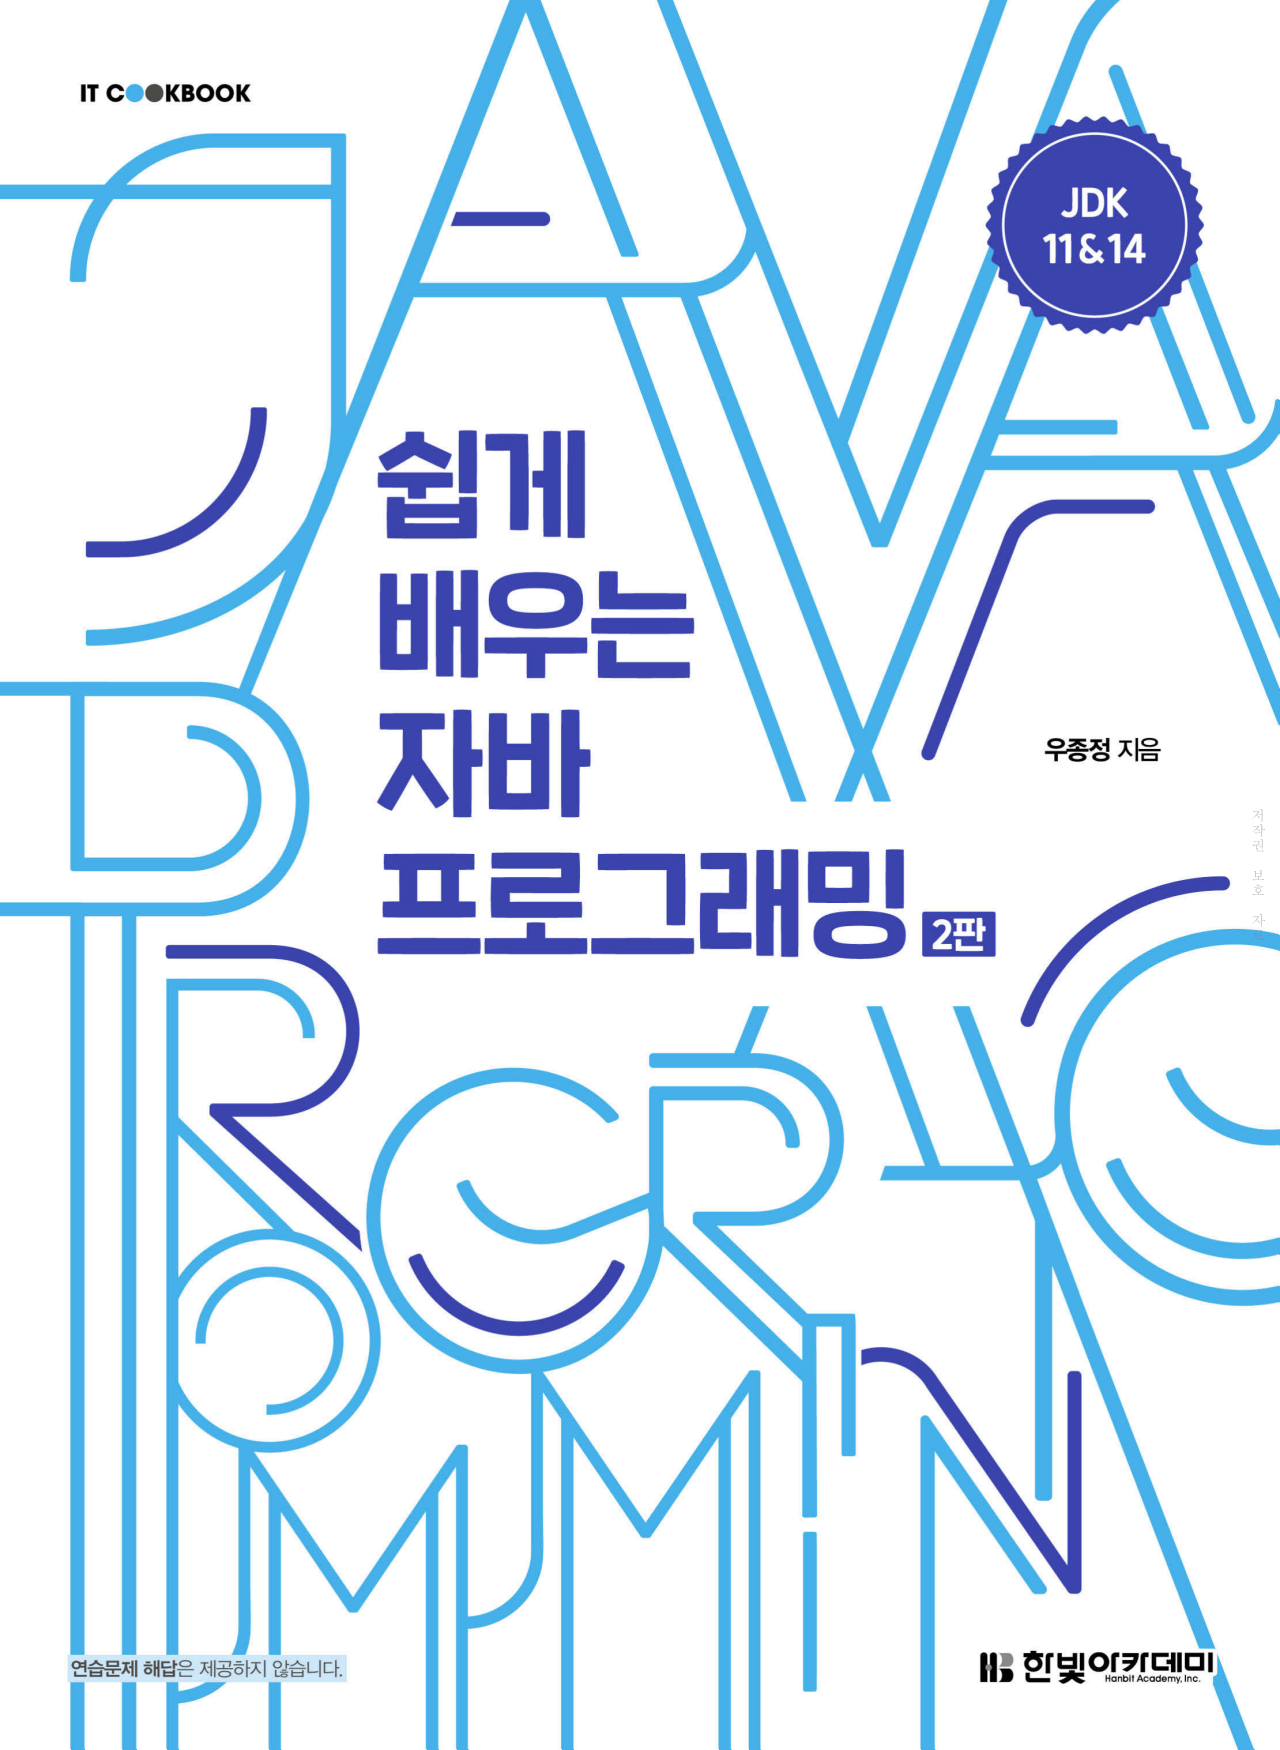 IT COOKBOOK
JDK
11&14
쉽게
배우는
자바
프로그래밍 2판
우종정 지음
저작권 보호
연습문제 해답은 제공하지 않습니다.
한빛아카데미
Hanbit Academy, Inc.
JAVA
PROGRAMMING